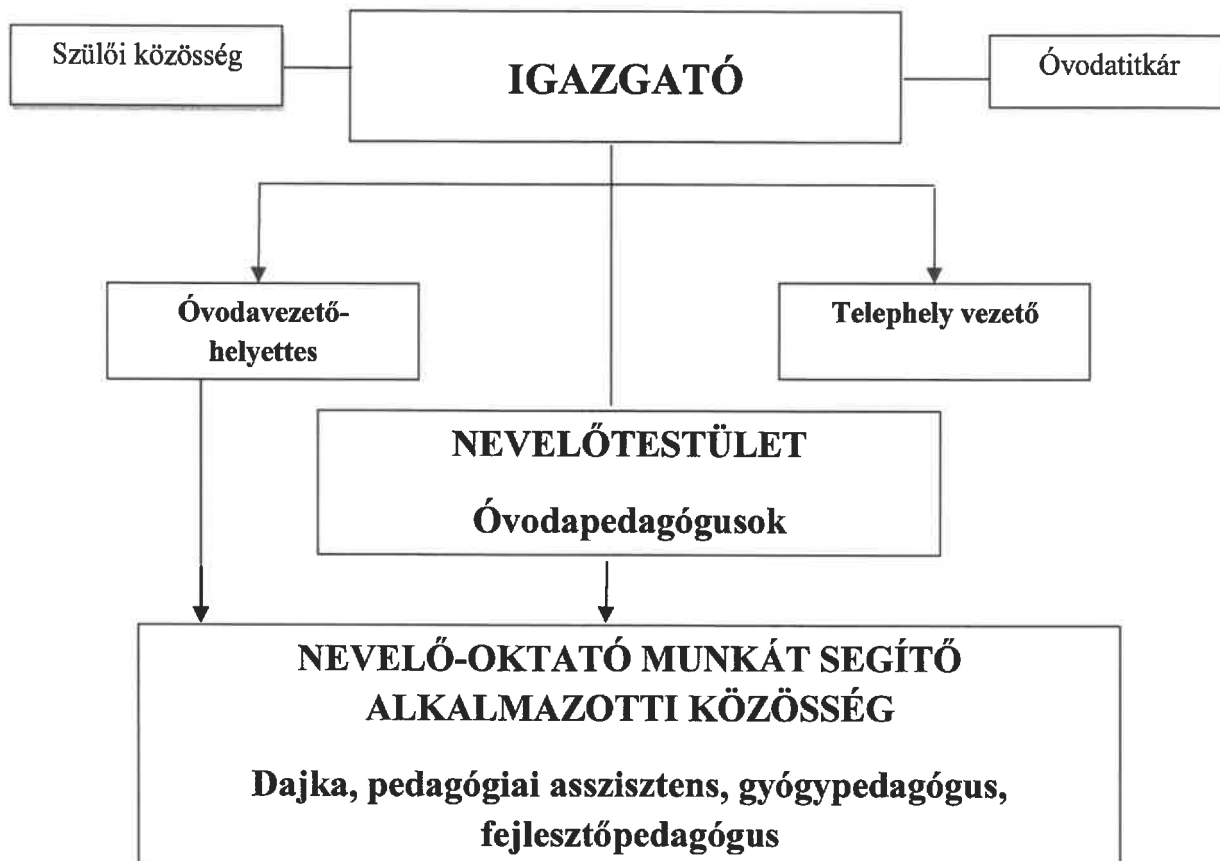 Szülői közösség
IGAZGATÓ
Óvodatitkár
Óvodavezető-
helyettes
Telephely vezető
NEVELŐTESTÜLET
Óvodapedagógusok
NEVELŐ-OKTATÓ MUNKÁT SEGÍTŐ
ALKALMAZOTTI KÖZÖSSÉG
Dajka, pedagógiai asszisztens, gyógypedagógus,
fejlesztőpedagógus